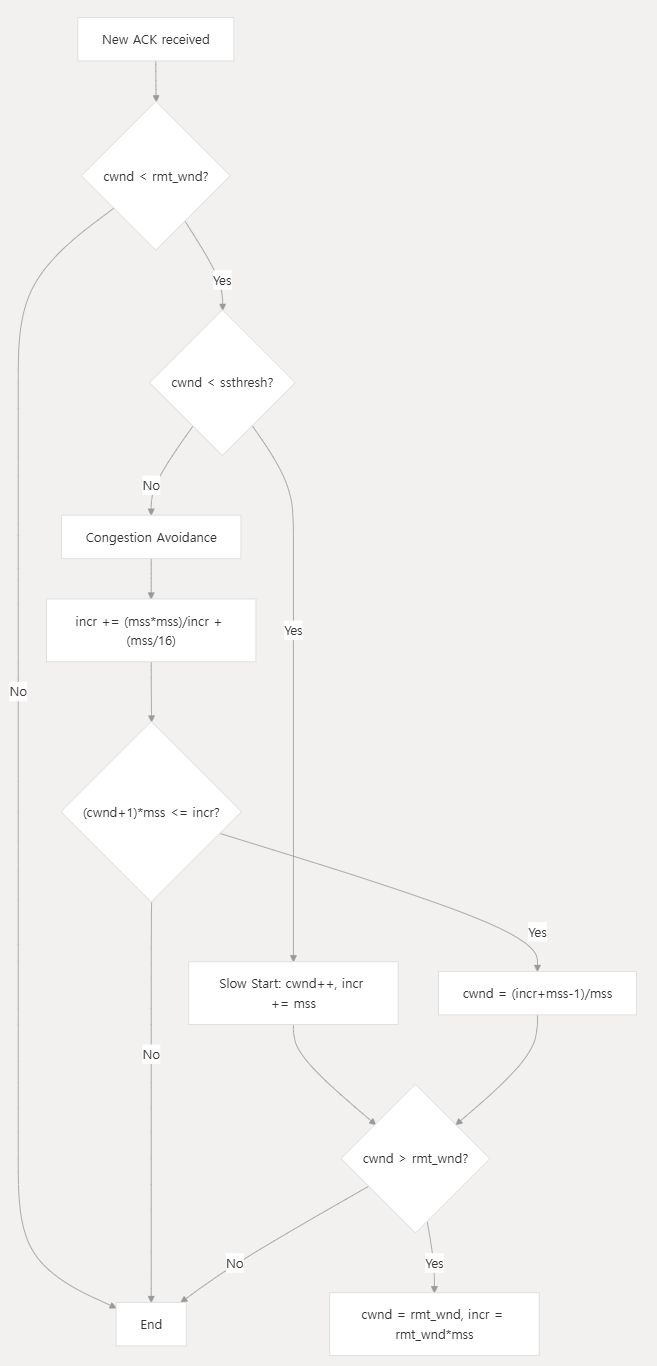 New ACK received
cwnd < rmt_wnd?
Yes
cwnd < ssthresh?
No
Congestion Avoidance
incr += (mss*mss)/incr +
(mss/16)
Yes
No
(cwnd+1)*mss <= incr?
Yes
Slow Start: cwnd++, incr
+= mss
cwnd = (incr+mss-1)/mss
No
cwnd > rmt_wnd?
No
Yes
End
cwnd = rmt_wnd, incr =
rmt_wnd*mss